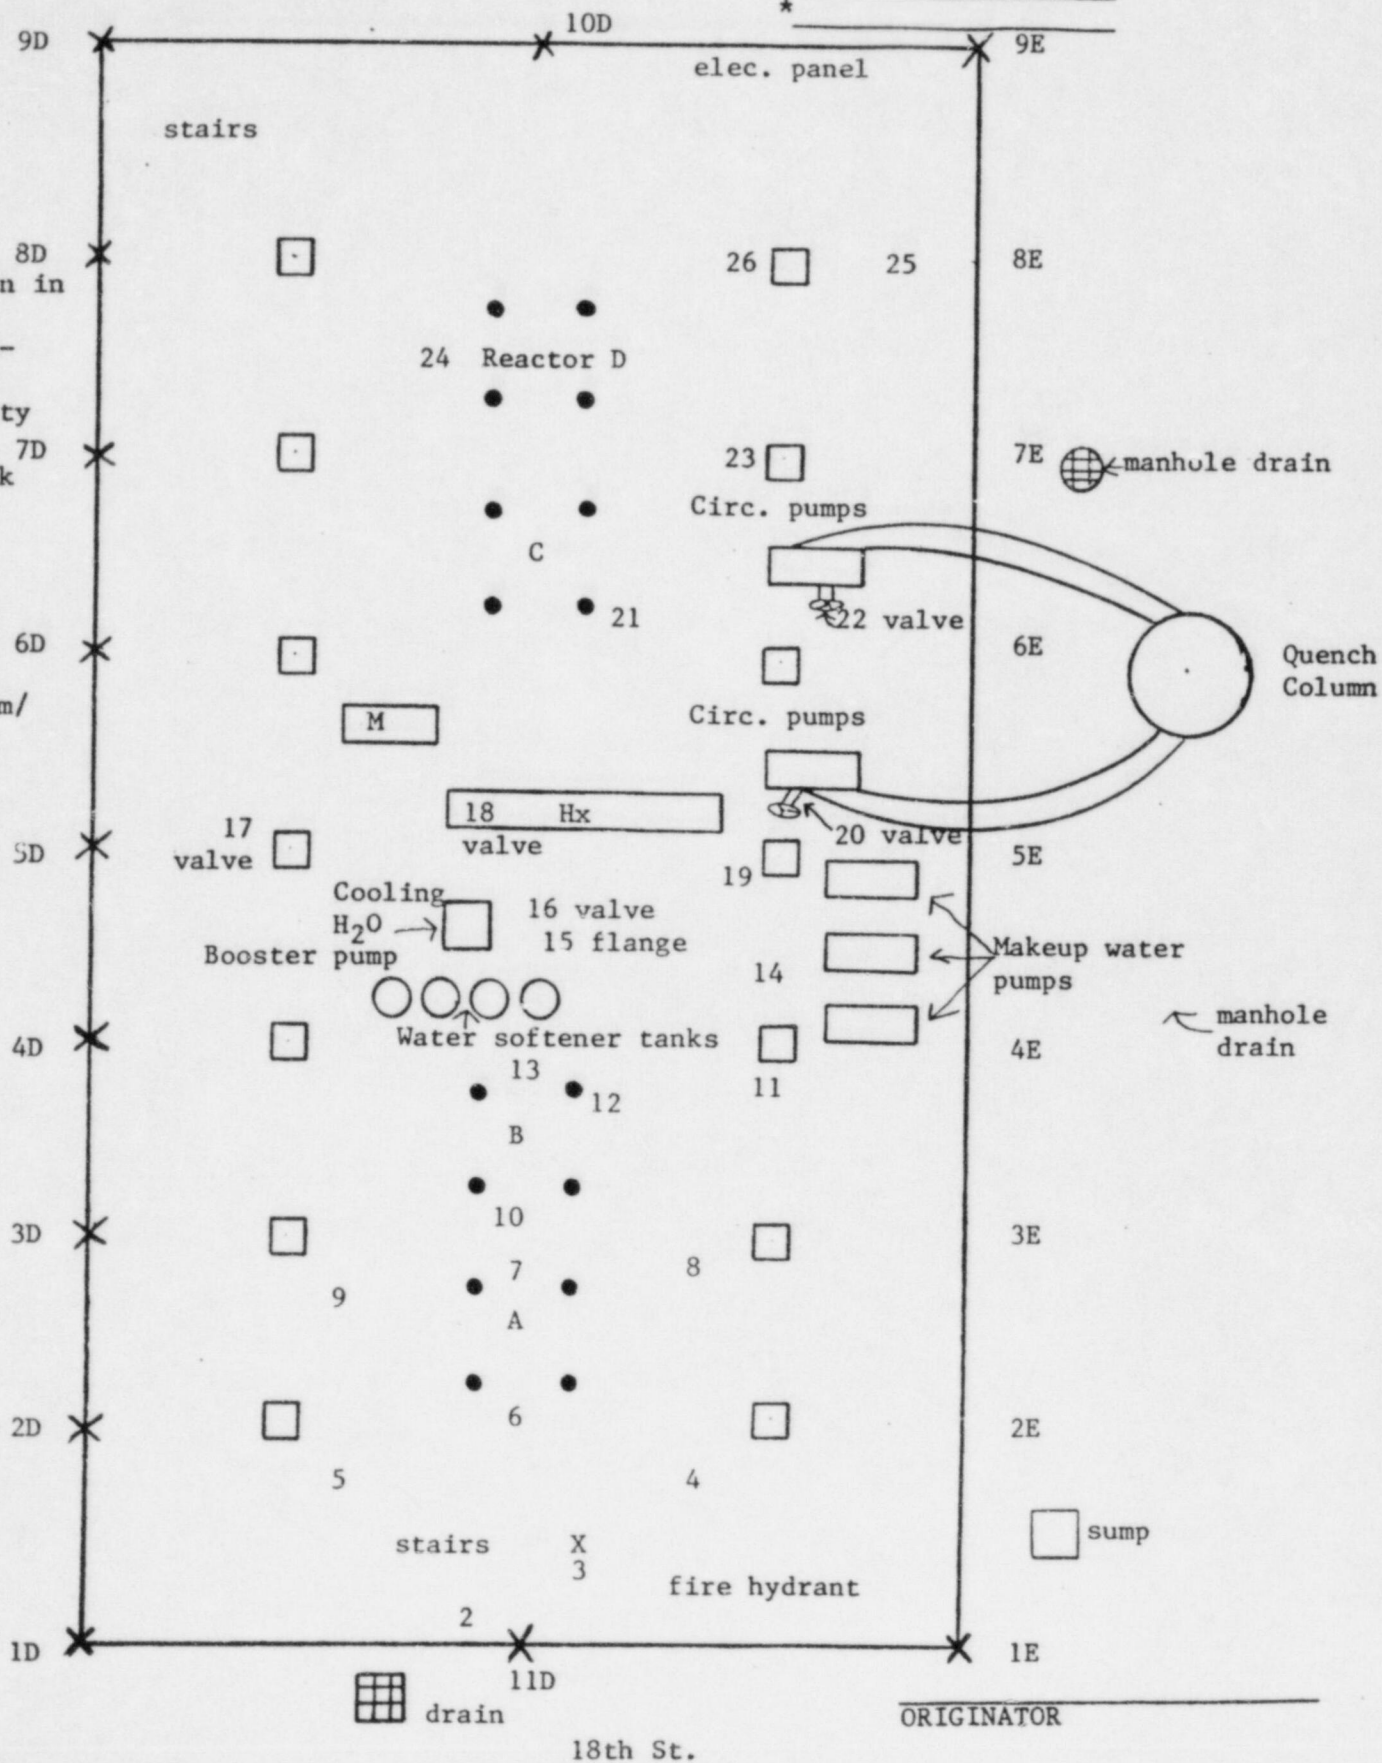 *
9D
10D
9E
elec. panel
stairs
8D
26
25
8E
n in
24 Reactor D
ty
7D
23
7E
manhole drain
k
Circ. pumps
C
21
22 valve
6D
6E
Quench
Column
m/
M
Circ. pumps
18 Hx
17
20 valve
valve
valve
5D
19
5E
Cooling
H₂O
Booster pump
16 valve
15 flange
14
Makeup water
pumps
Water softener tanks
manhole
drain
4D
4E
13
11
12
B
10
3D
3E
7
8
9
A
6
2D
2E
5
4
stairs
X
3
sump
fire hydrant
2
1D
1E
11D
drain
ORIGINATOR
18th St.